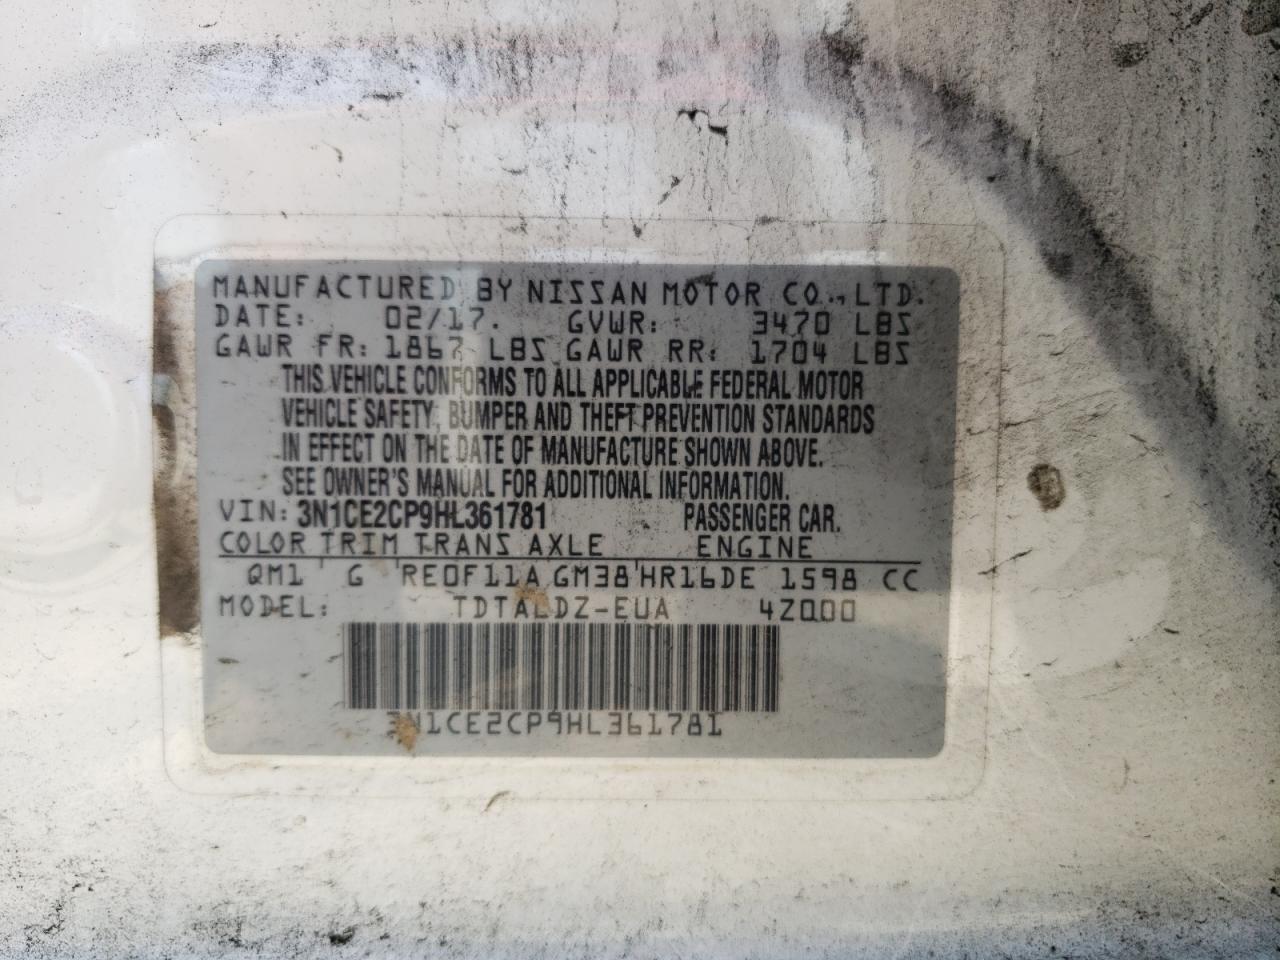 MANUFACTURED BY NISSAN MOTOR CO., LTD.
DATE: 02/17. GVWR: 3470 LBS
GAWR FR: 1867 LBS GAWR RR: 1704 LBS
THIS VEHICLE CONFORMS TO ALL APPLICABLE FEDERAL MOTOR
VEHICLE SAFETY, BUMPER AND THEFT PREVENTION STANDARDS
IN EFFECT ON THE DATE OF MANUFACTURE SHOWN ABOVE.
SEE OWNER'S MANUAL FOR ADDITIONAL INFORMATION.
VIN: 3N1CE2CP9HL361781 PASSENGER CAR.
COLOR TRIM TRANS AXLE ENGINE
QM1 G RE0F11A GM38 HR16DE 1598 CC
MODEL: TDTALDZ-EUA 4Z000
3N1CE2CP9HL361781